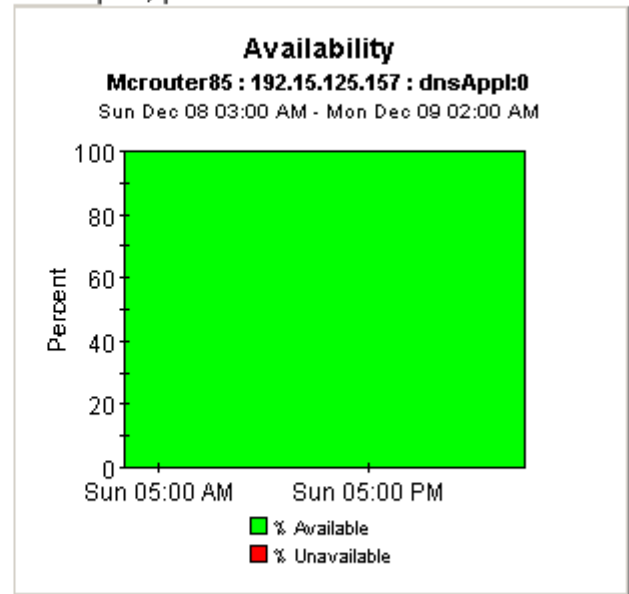 Availability
Mcrouter85 : 192.15.125.157 : dnsAppl:0
Sun Dec 08 03:00 AM - Mon Dec 09 02:00 AM
100
80
60
40
20
0
Percent
Sun 05:00 AM Sun 05:00 PM
% Available
% Unavailable